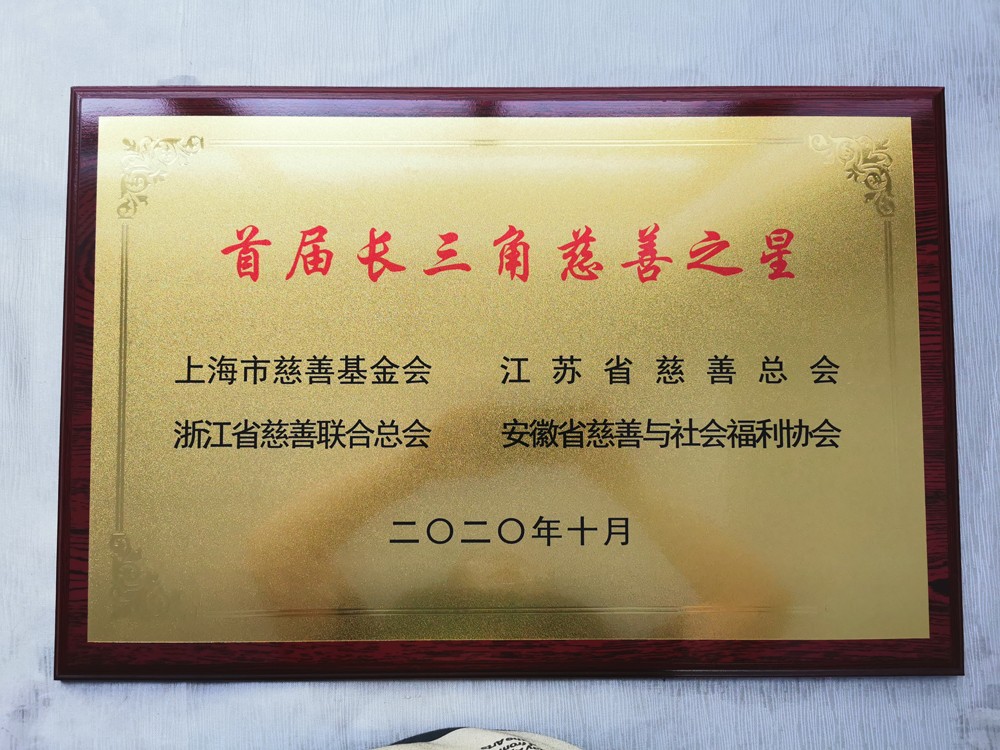 首届长三角慈善之星
上海市慈善基金会 江苏省慈善总会
浙江省慈善联合总会 安徽省慈善与社会福利协会
二〇二〇年十月